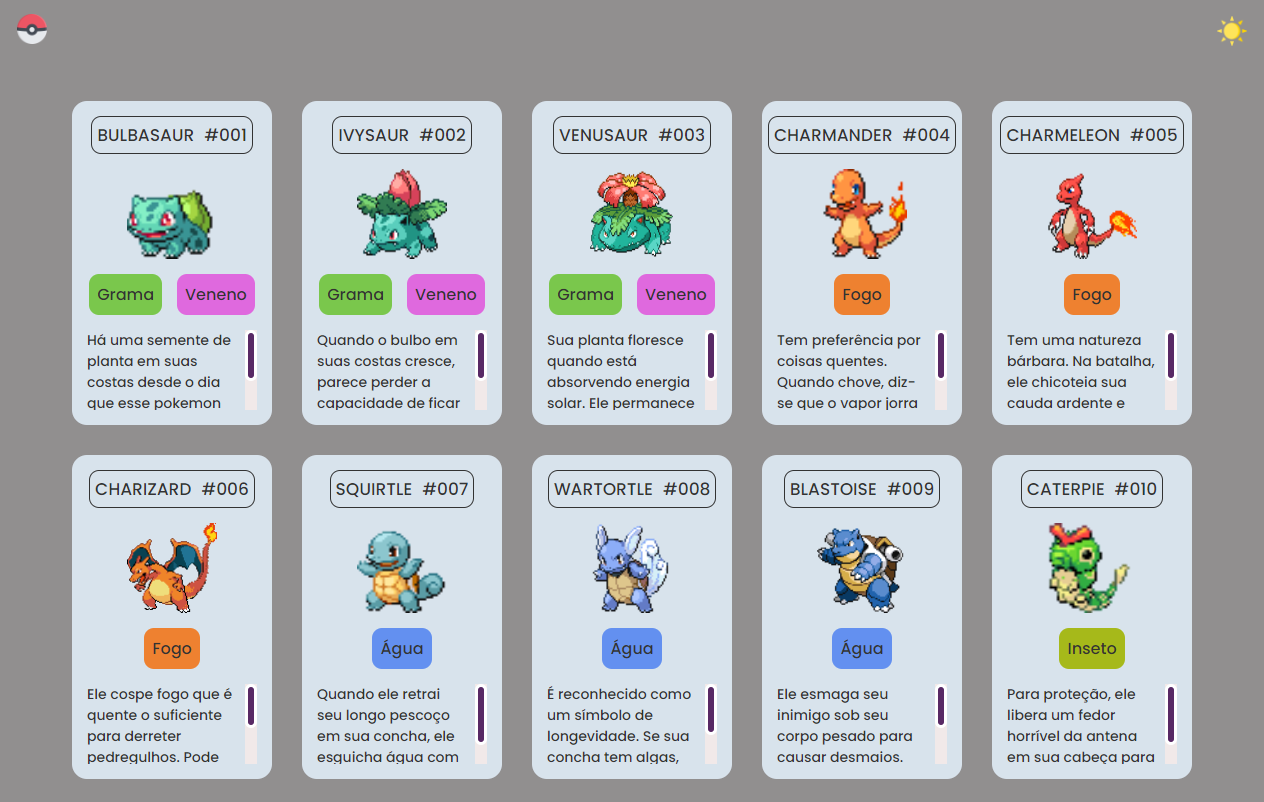 BULBASAUR #001
Grama Veneno
Há uma semente de
planta em suas
costas desde o dia
que esse pokemon
IVYSAUR #002
Grama Veneno
Quando o bulbo em
suas costas cresce,
parece perder a
capacidade de ficar
VENUSAUR #003
Grama Veneno
Sua planta floresce
quando está
absorvendo energia
solar. Ele permanece
CHARMANDER #004
Fogo
Tem preferência por
coisas quentes.
Quando chove, diz-
se que o vapor jorra
CHARMELEON #005
Fogo
Tem uma natureza
bárbara. Na batalha,
ele chicoteia sua
cauda ardente e
CHARIZARD #006
Fogo
Ele cospe fogo que é
quente o suficiente
para derreter
pedregulhos. Pode
SQUIRTLE #007
Água
Quando ele retrai
seu longo pescoço
em sua concha, ele
esguicha água com
WARTORTLE #008
Água
É reconhecido como
um símbolo de
longevidade. Se sua
concha tem algas,
BLASTOISE #009
Água
Ele esmaga seu
inimigo sob seu
corpo pesado para
causar desmaios.
CATERPIE #010
Inseto
Para proteção, ele
libera um fedor
horrível da antena
em sua cabeça para